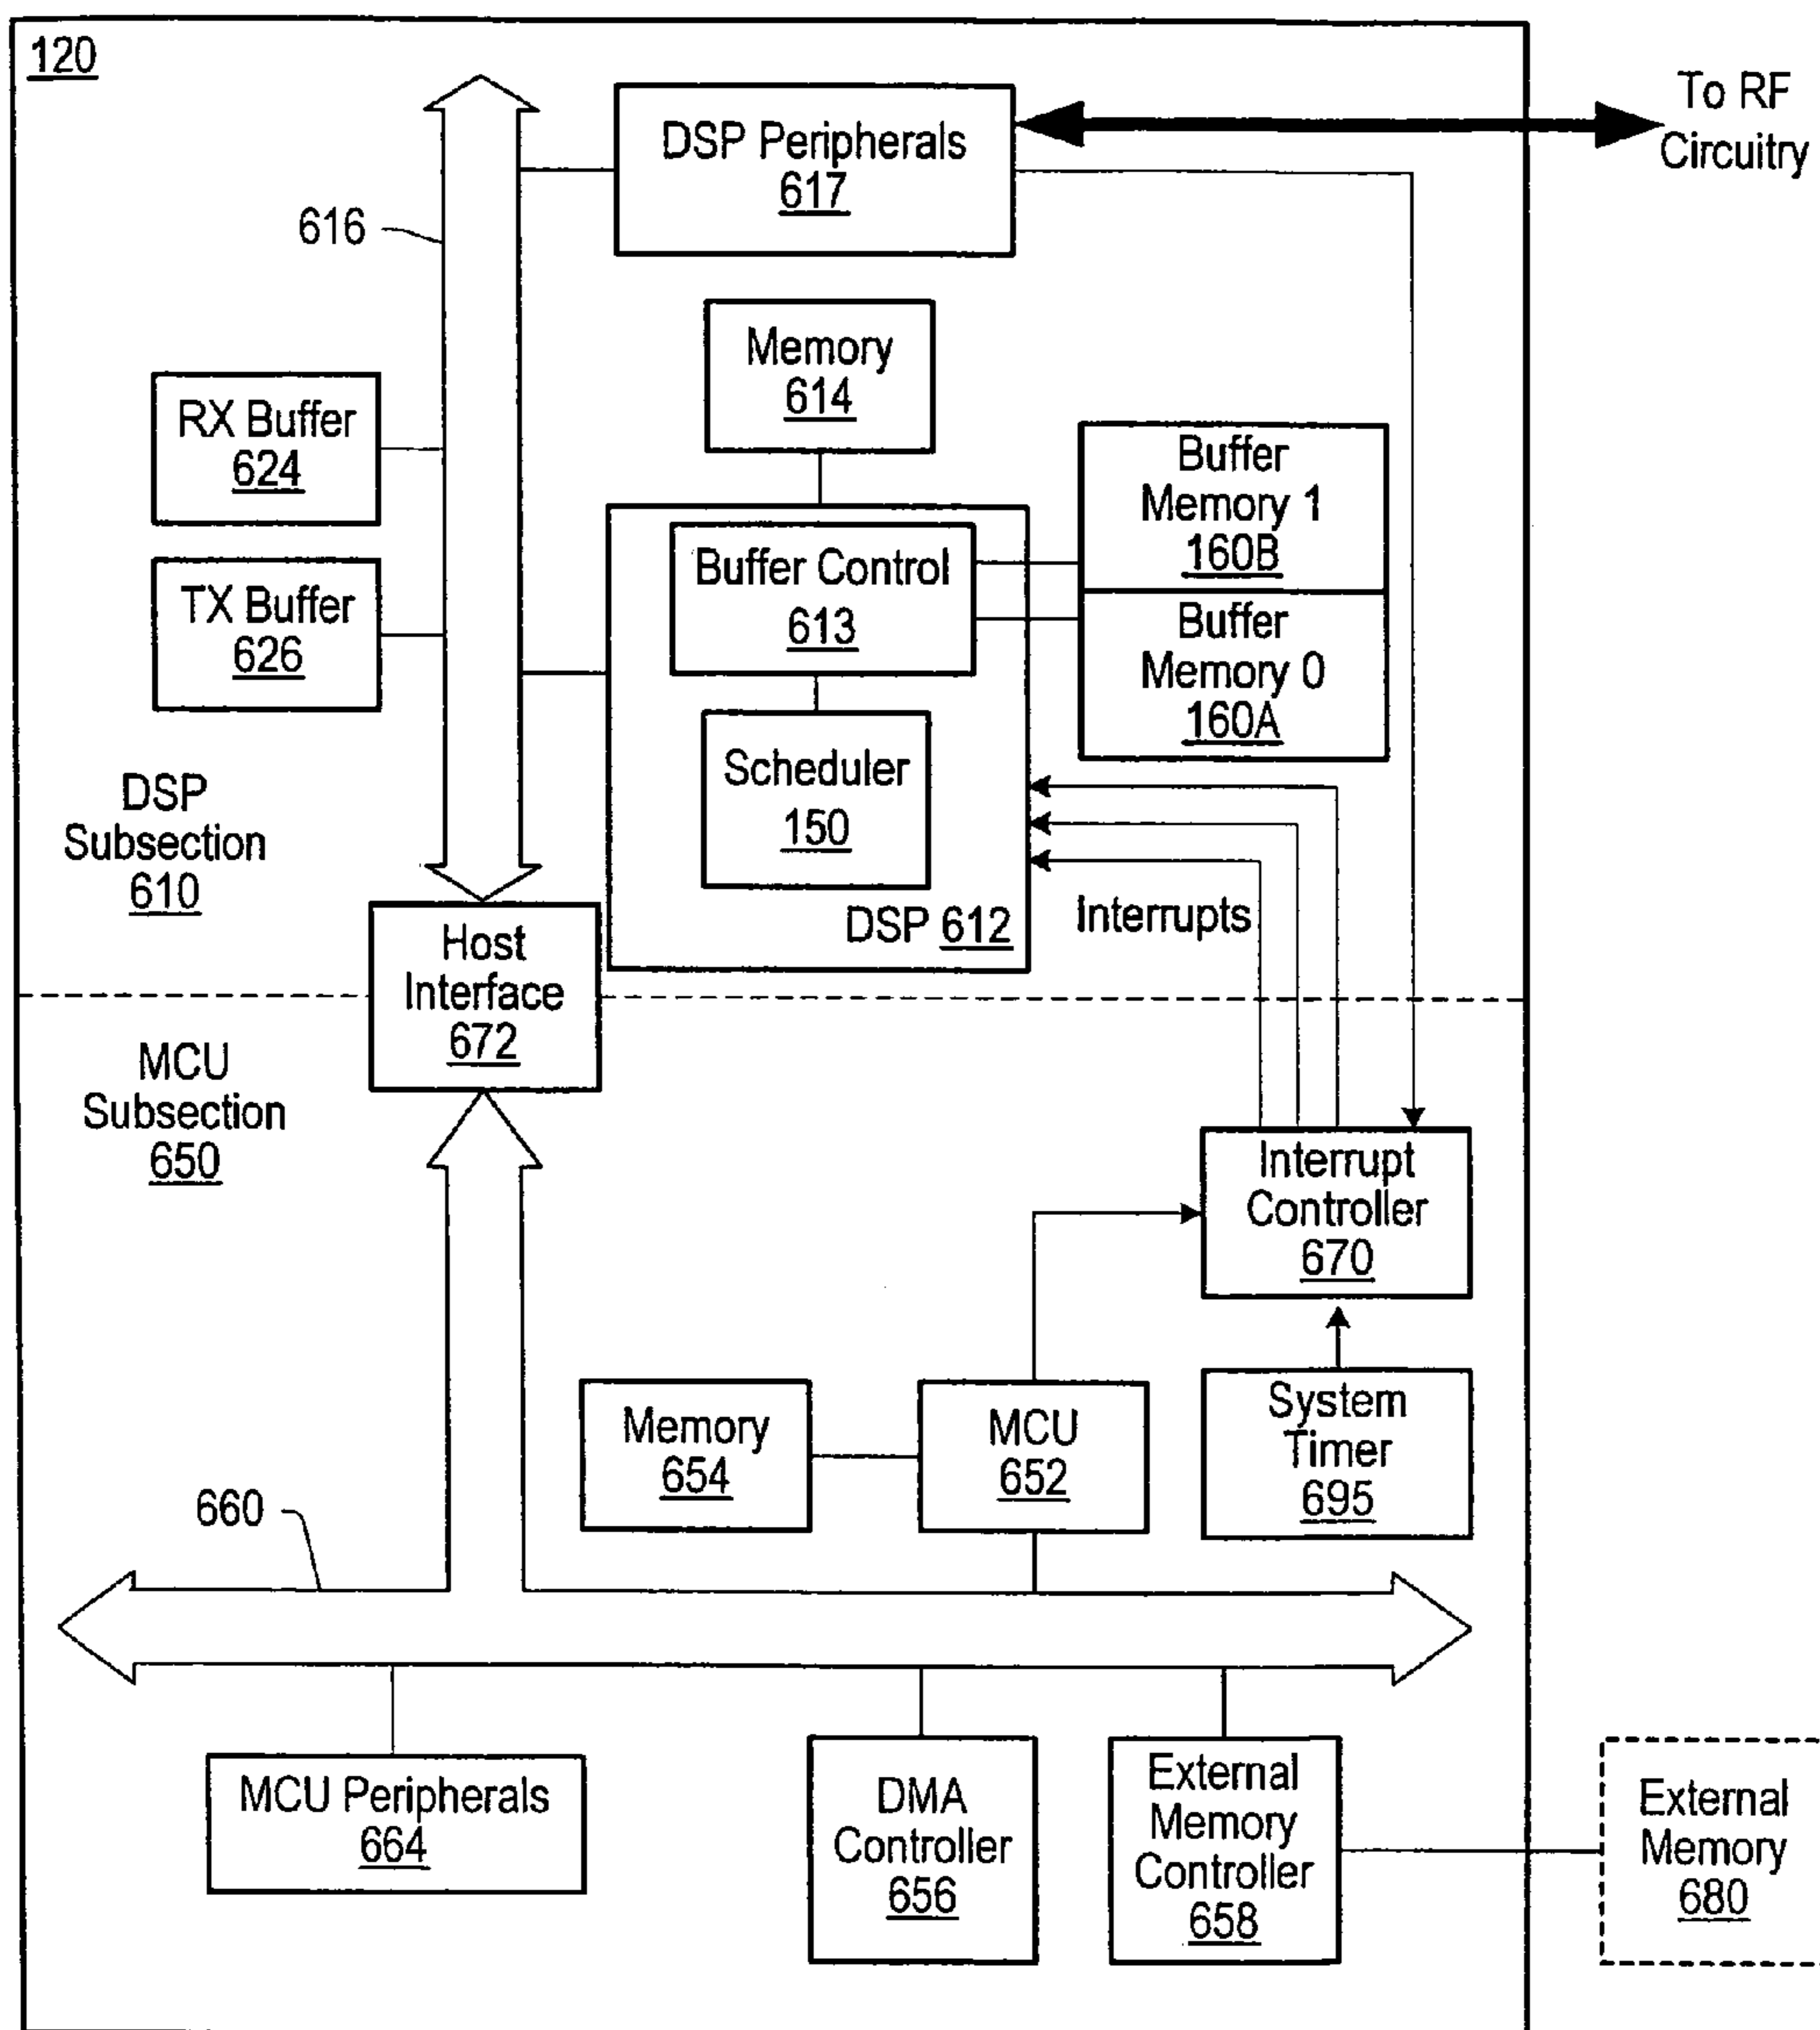 120
To RF
Circuitry
DSP Peripherals
617
616
Memory
614
RX Buffer
624
Buffer
Memory 1
160B
Buffer Control
613
TX Buffer
626
Buffer
Memory 0
160A
Scheduler
150
DSP
Subsection
610
Interrupts
DSP 612
Host
Interface
672
MCU
Subsection
650
Interrupt
Controller
670
System
Timer
695
Memory
654
MCU
652
660
MCU Peripherals
664
DMA
Controller
656
External
Memory
Controller
658
External
Memory
680